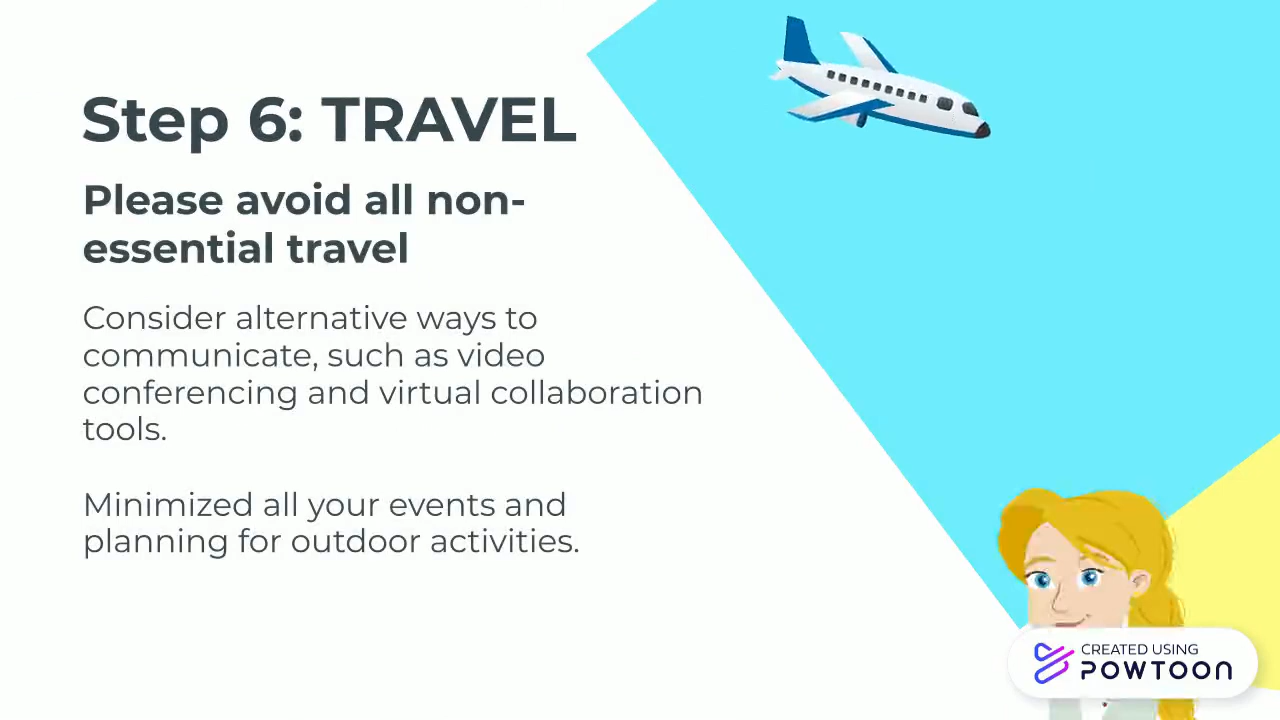 Step 6: TRAVEL
Please avoid all non-
essential travel
Consider alternative ways to
communicate, such as video
conferencing and virtual collaboration
tools.
Minimized all your events and
planning for outdoor activities.
CREATED USING
POWTOON